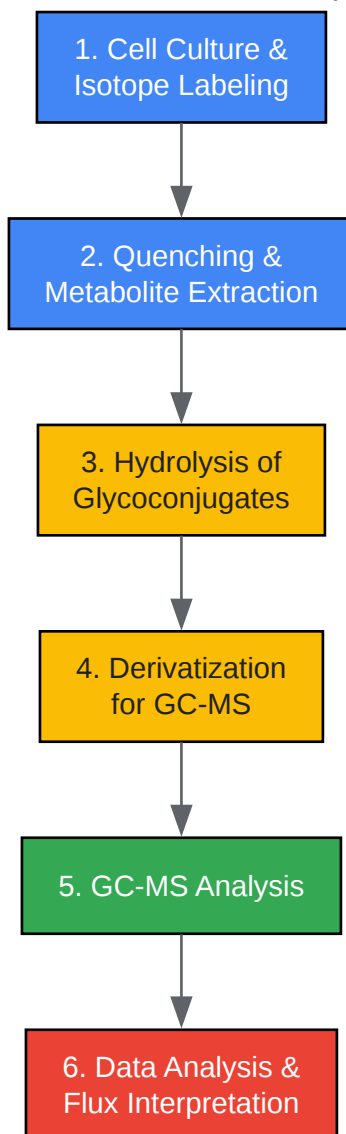 1. Cell Culture &
Isotope Labeling
2. Quenching &
Metabolite Extraction
3. Hydrolysis of
Glycoconjugates
4. Derivatization
for GC-MS
5. GC-MS Analysis
6. Data Analysis &
Flux Interpretation